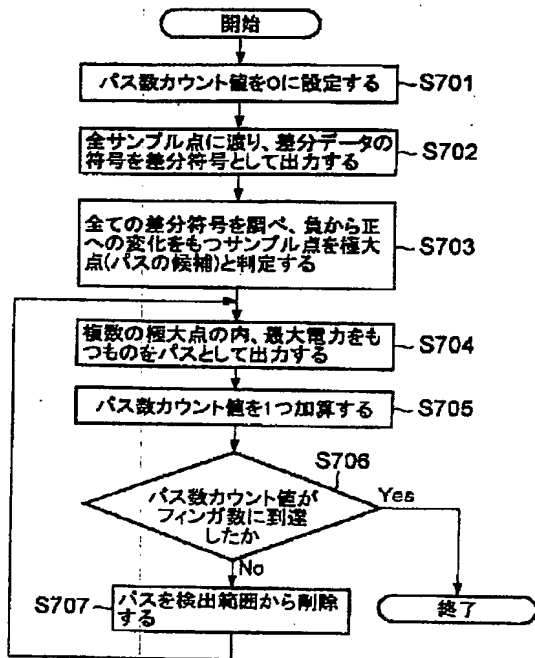 開始
パス数カウント値を0に設定する
S701
全サンプル点に渡り、差分データの
符号を差分符号として出力する
S702
全ての差分符号を調べ、負から正
への変化をもつサンプル点を極大
点(パスの候補)と判定する
S703
複数の極大点の内、最大電力をも
つものをパスとして出力する
S704
パス数カウント値を1つ加算する
S705
S706
パス数カウント値が
フィンガ数に到達
したか
Yes
No
S707
パスを検出範囲から削除
する
終了